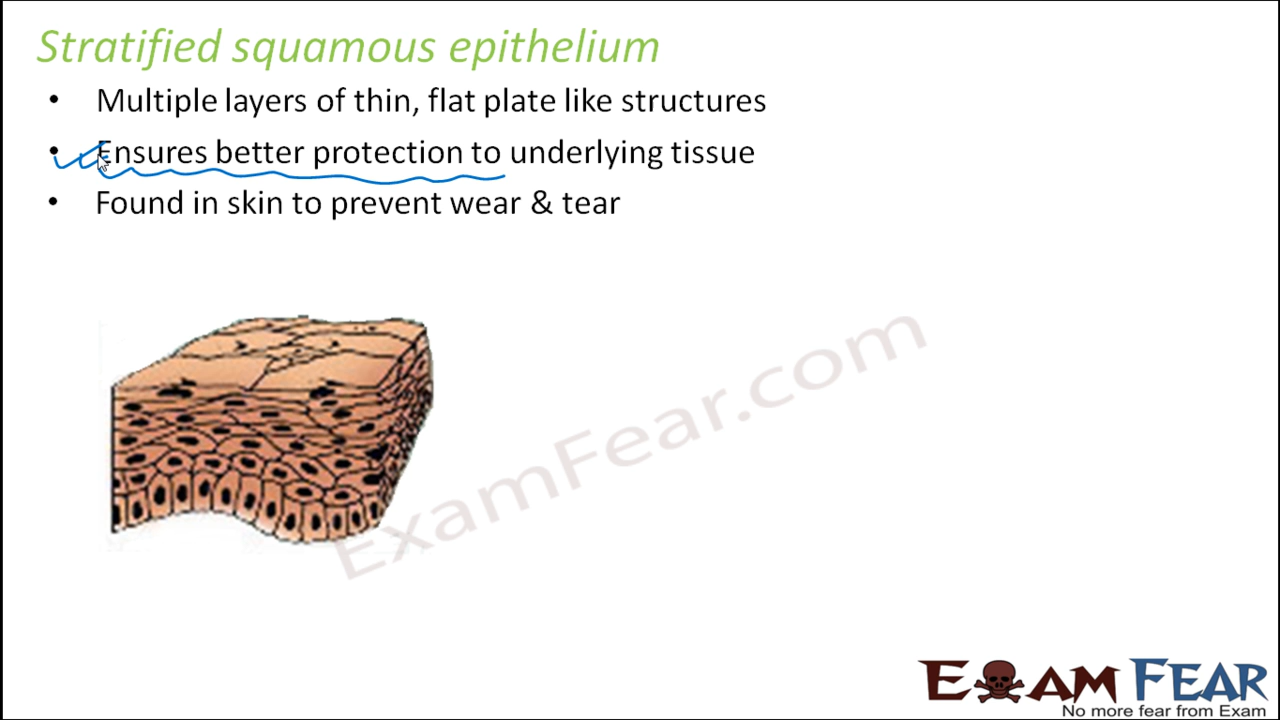 Stratified squamous epithelium
• Multiple layers of thin, flat plate like structures
• Ensures better protection to underlying tissue
• Found in skin to prevent wear & tear
ExamFear.com
EXAM FEAR
No more fear from Exam